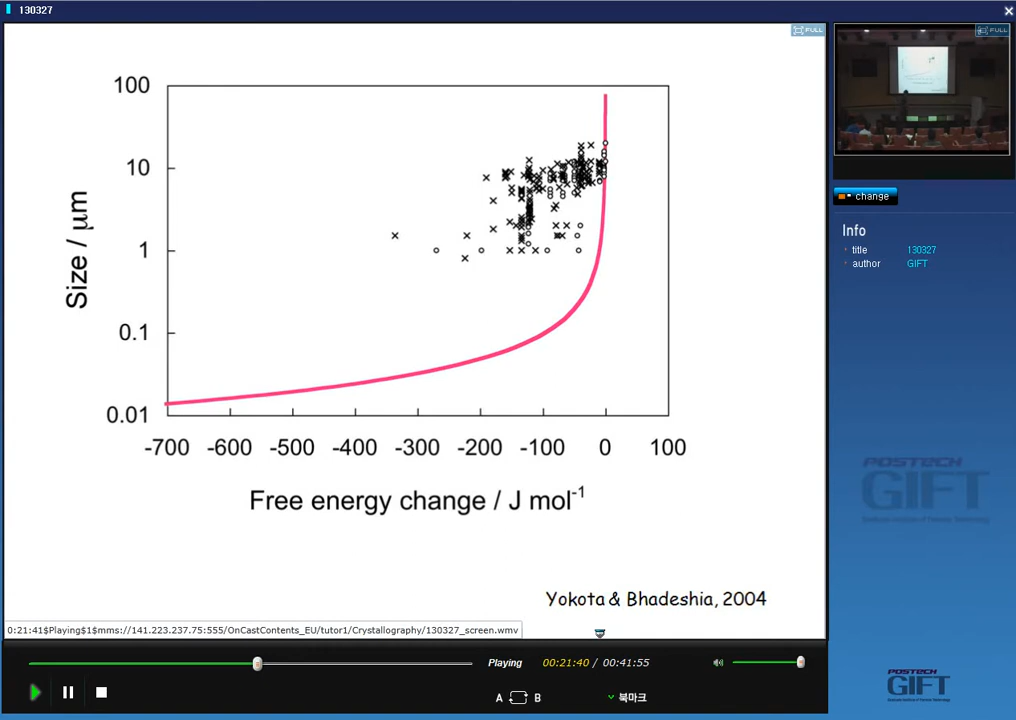 130327
FULL
FULL
100
10
1
0.1
0.01
Size / μm
-700 -600 -500 -400 -300 -200 -100 0 100
Free energy change / J mol-1
Yokota & Bhadeshia, 2004
change
Info
title 130327
author GIFT
POSTECH
GIFT
0:21:41$Playing$1$mms://141.223.237.75:555/OnCastContents_EU/tutor1/Crystallography/130327_screen.wmv
Playing 00:21:40 / 00:41:55
A B 북마크
POSTECH
GIFT